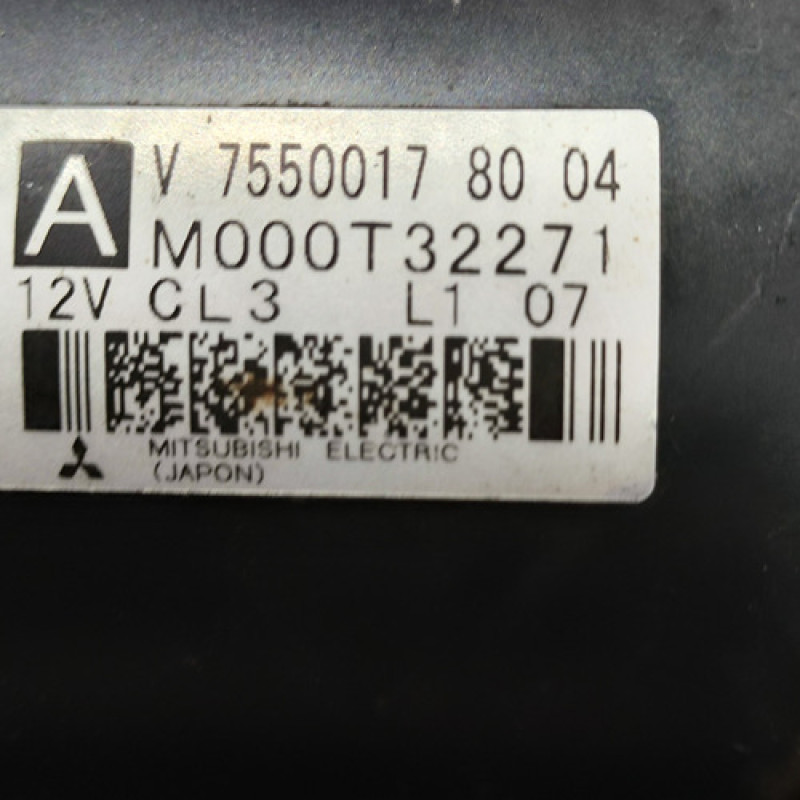 A
V 7550017 80 04
M000T32271
12V CL3 L1 07
MITSUBISHI ELECTRIC
(JAPON)